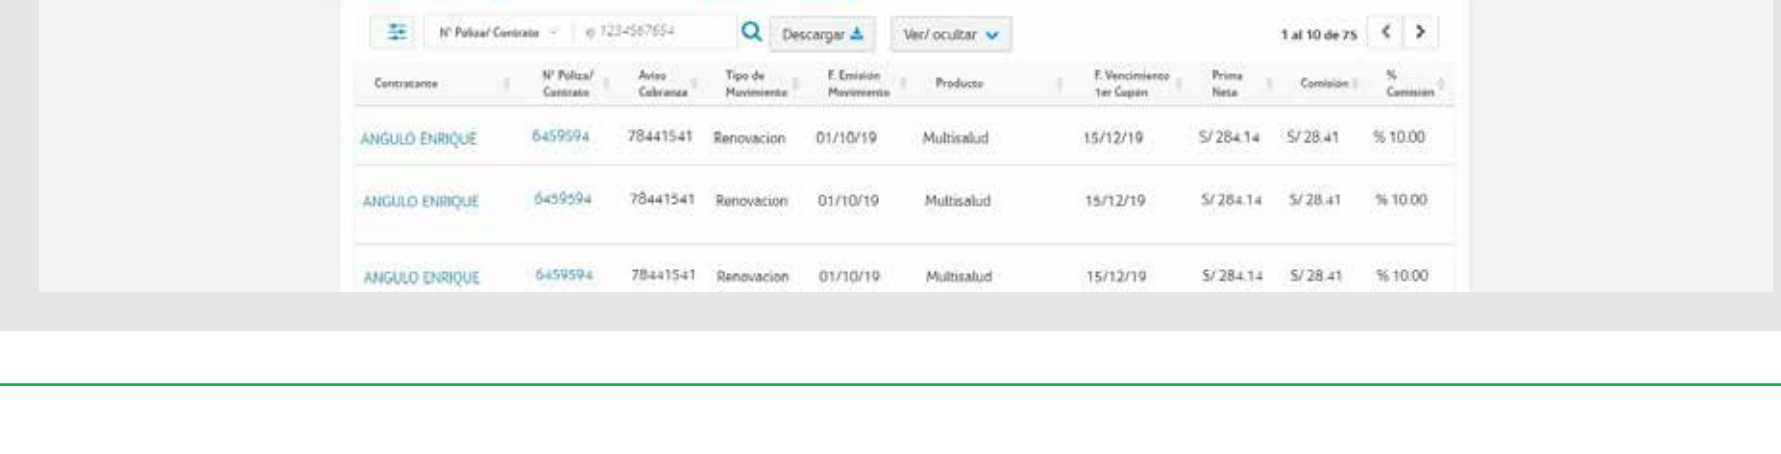 N° Poliza/ Contrato ej: 1234567654 Descargar Ver/ ocultar 1 al 10 de 75
Contratante N° Poliza/ Contrato Aviso Cobranza Tipo de Movimiento F. Emisión Movimiento Producto F. Vencimiento 1er Cupon Prima Neta Comision % Comision
ANGULO ENRIQUE 6459594 78441541 Renovacion 01/10/19 Multisalud 15/12/19 S/ 284.14 S/ 28.41 % 10.00
ANGULO ENRIQUE 6459594 78441541 Renovacion 01/10/19 Multisalud 15/12/19 S/ 284.14 S/ 28.41 % 10.00
ANGULO ENRIQUE 6459594 78441541 Renovacion 01/10/19 Multisalud 15/12/19 S/ 284.14 S/ 28.41 % 10.00